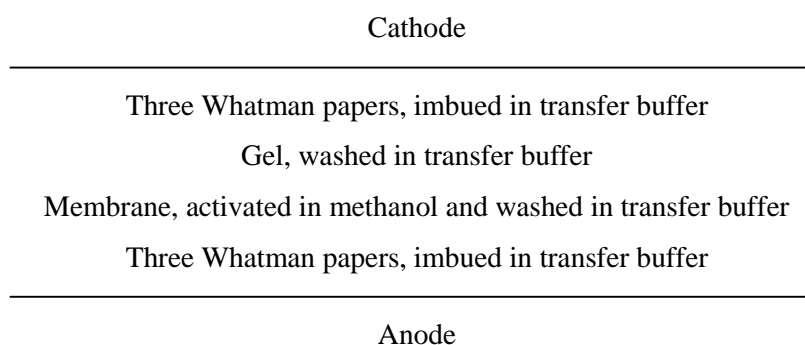 Cathode
Three Whatman papers, imbued in transfer buffer
Gel, washed in transfer buffer
Membrane, activated in methanol and washed in transfer buffer
Three Whatman papers, imbued in transfer buffer
Anode